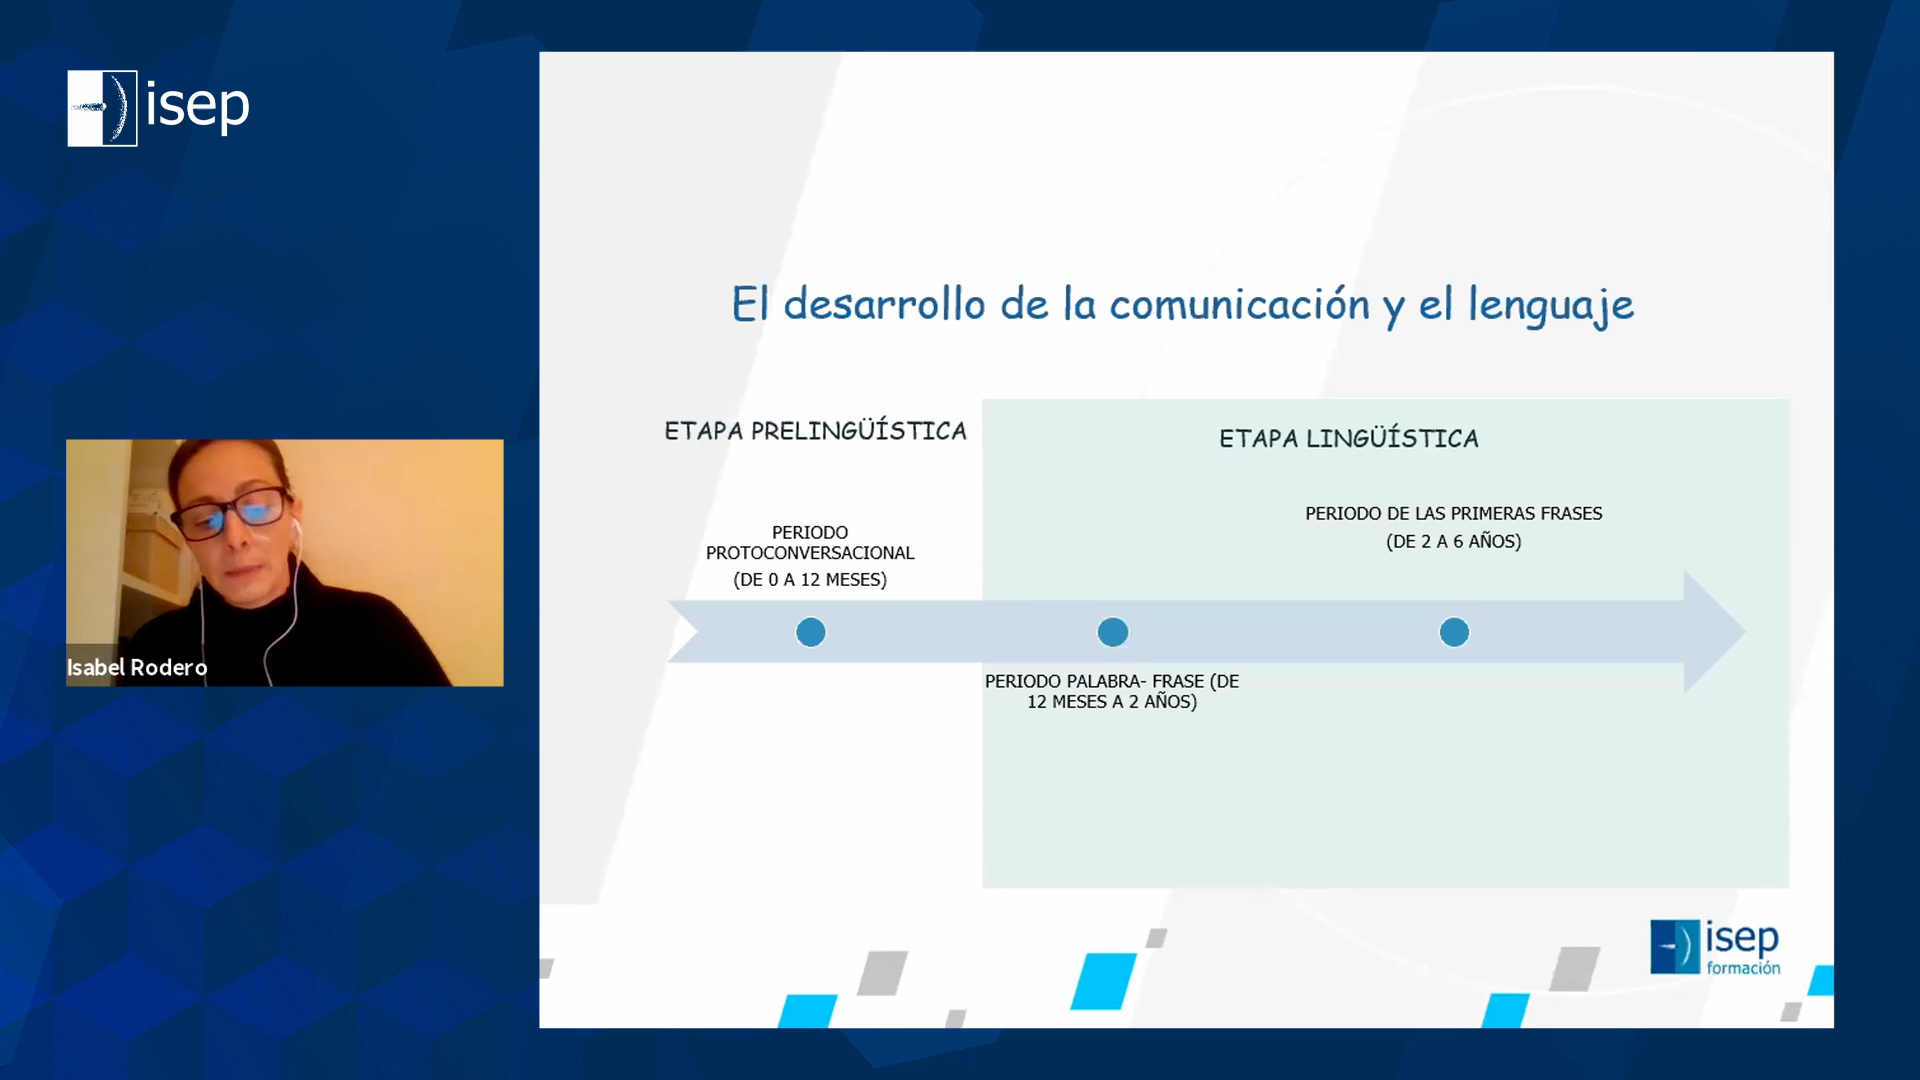 isep
El desarrollo de la comunicación y el lenguaje
ETAPA PRELINGÜÍSTICA
ETAPA LINGÜÍSTICA
PERIODO
PROTOCONVERSACIONAL
(DE 0 A 12 MESES)
PERIODO DE LAS PRIMERAS FRASES
(DE 2 A 6 AÑOS)
PERIODO PALABRA- FRASE (DE
12 MESES A 2 AÑOS)
Isabel Rodero
isep
formación